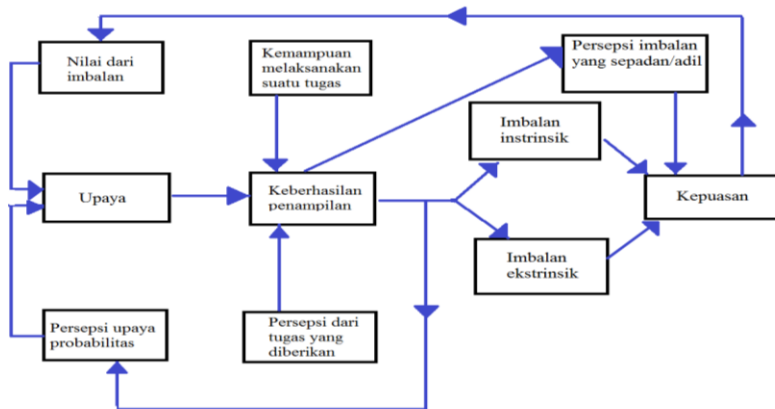 Nilai dari
imbalan
Kemampuan
melaksanakan
suatu tugas
Persepsi imbalan
yang sepadan/adil
Imbalan
instrinsik
Upaya
Keberhasilan
penampilan
Kepuasan
Imbalan
ekstrinsik
Persepsi upaya
probabilitas
Persepsi dari
tugas yang
diberikan